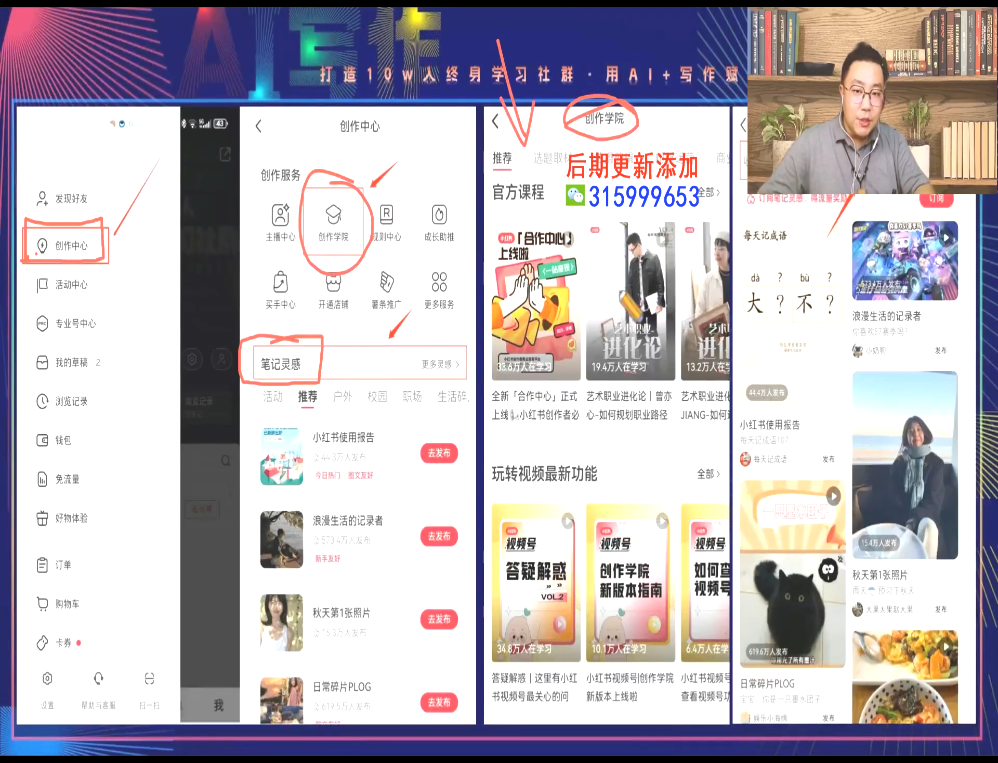 AI写作
打造10w人终身学习社群·用AI+写作赋
43
发现好友
创作中心
活动中心
专业号中心
我的草稿 2
浏览记录
钱包
免流量
好物体验
订单
购物车
卡券
设置
帮助与客服
扫一扫
我
创作中心
创作服务
主播中心
创作学院
规则中心
成长助推
买手中心
开通店铺
薯条推广
更多服务
笔记灵感
更多灵感
活动 推荐 户外 校园 职场 生活碎
小红书使用报告
今日热门 图文友好
去发布
浪漫生活的记录者
新手友好
去发布
秋天第1张照片
去发布
日常碎片PLOG
去发布
创作学院
推荐
后期更新添加
315999653
官方课程
全部
「合作中心」
上线啦
33.6万人在学习
艺术职业
进化论
19.4万人在学习
13.2万人在学
全新「合作中心」正式
上线!小红书创作者必
艺术职业进化论|曾亦
心-如何规划职业路径
艺术职业进化
JIANG-如何
玩转视频最新功能
全部
视频号
答疑解惑
VOL.2
34.8万人在学习
视频号
创作学院
新版本指南
10.1万人在学习
视频号
如何查
视频号
6.4万人在学
答疑解惑|这里有小红
书视频号最关心的问
小红书视频号|创作学院
新版本上线啦
小红书视频号
查看视频号功
订阅
每天记成语
dà ? bù ?
大 ? 不 ?
44.4万人发布
小红书使用报告
每天记成语
发布
浪漫生活的记录者
发布
15.4万人发布
秋天第1张照片
发布
619.6万人发布
日常碎片PLOG
发布